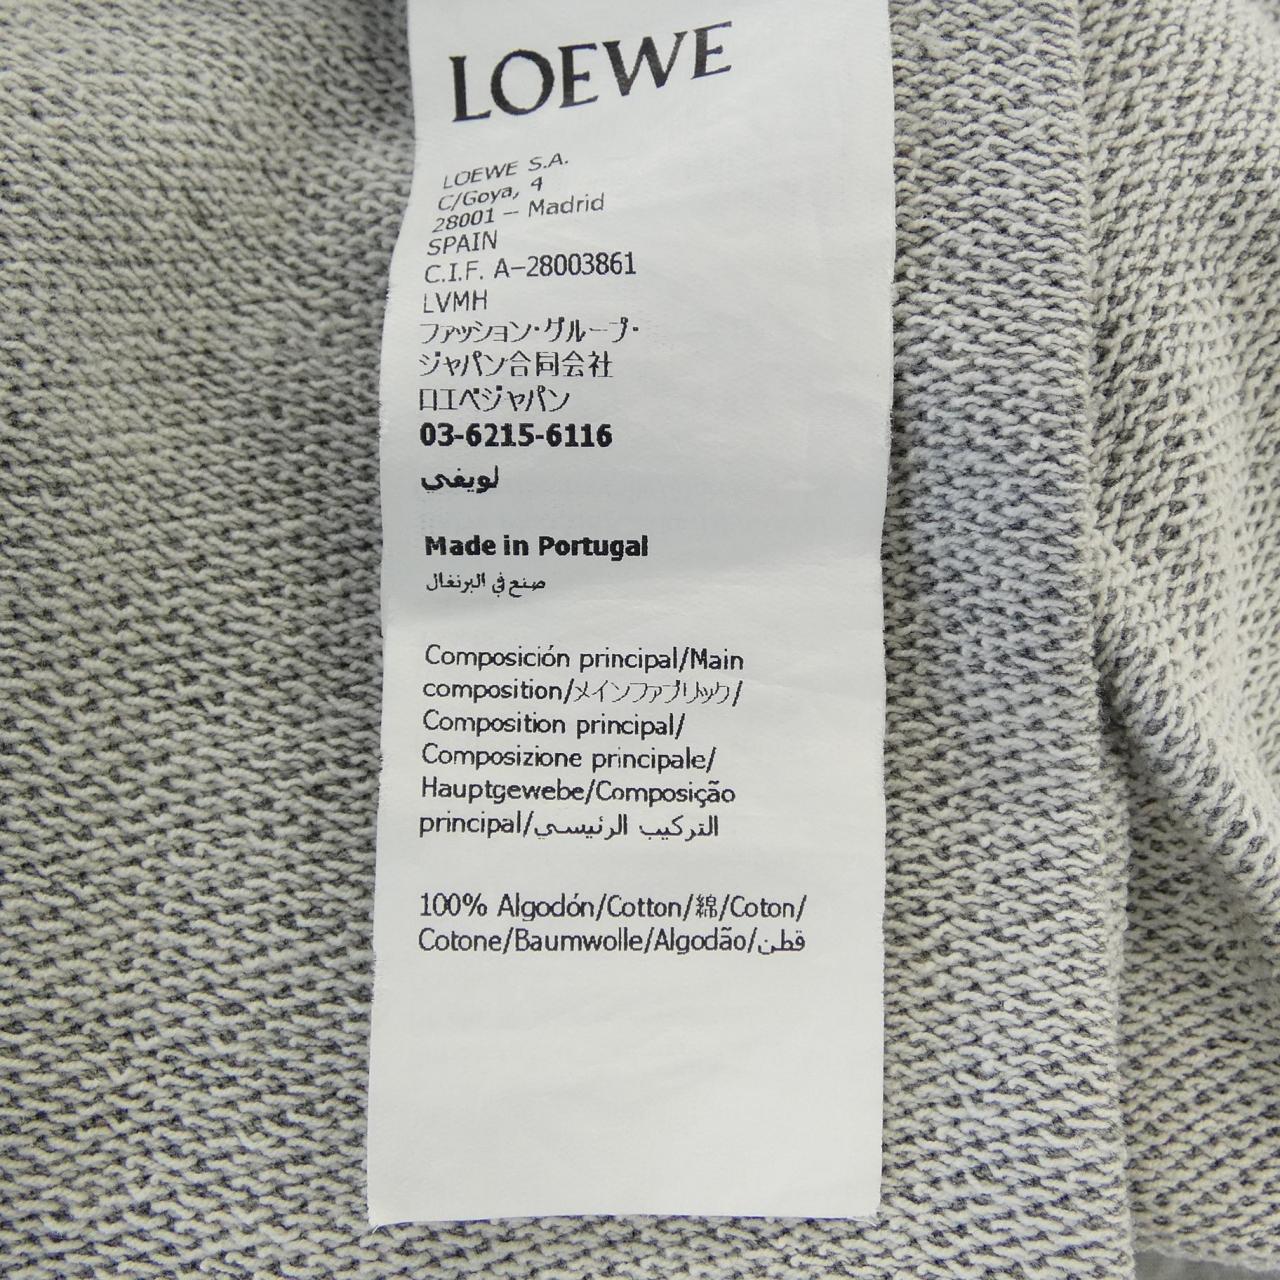 LOEWE
LOEWE S.A.
C/Goya, 4
28001 – Madrid
SPAIN
C.I.F. A–28003861
LVMH
ファッション・グループ・
ジャパン合同会社
ロエベジャパン
03-6215-6116
لويفي
Made in Portugal
صنع في البرتغال
Composición principal/Main
composition/メインファブリック/
Composition principal/
Composizione principale/
Hauptgewebe/Composição
principal/التركيب الرئيسي
100% Algodón/Cotton/綿/Coton/
Cotone/Baumwolle/Algodão/قطن